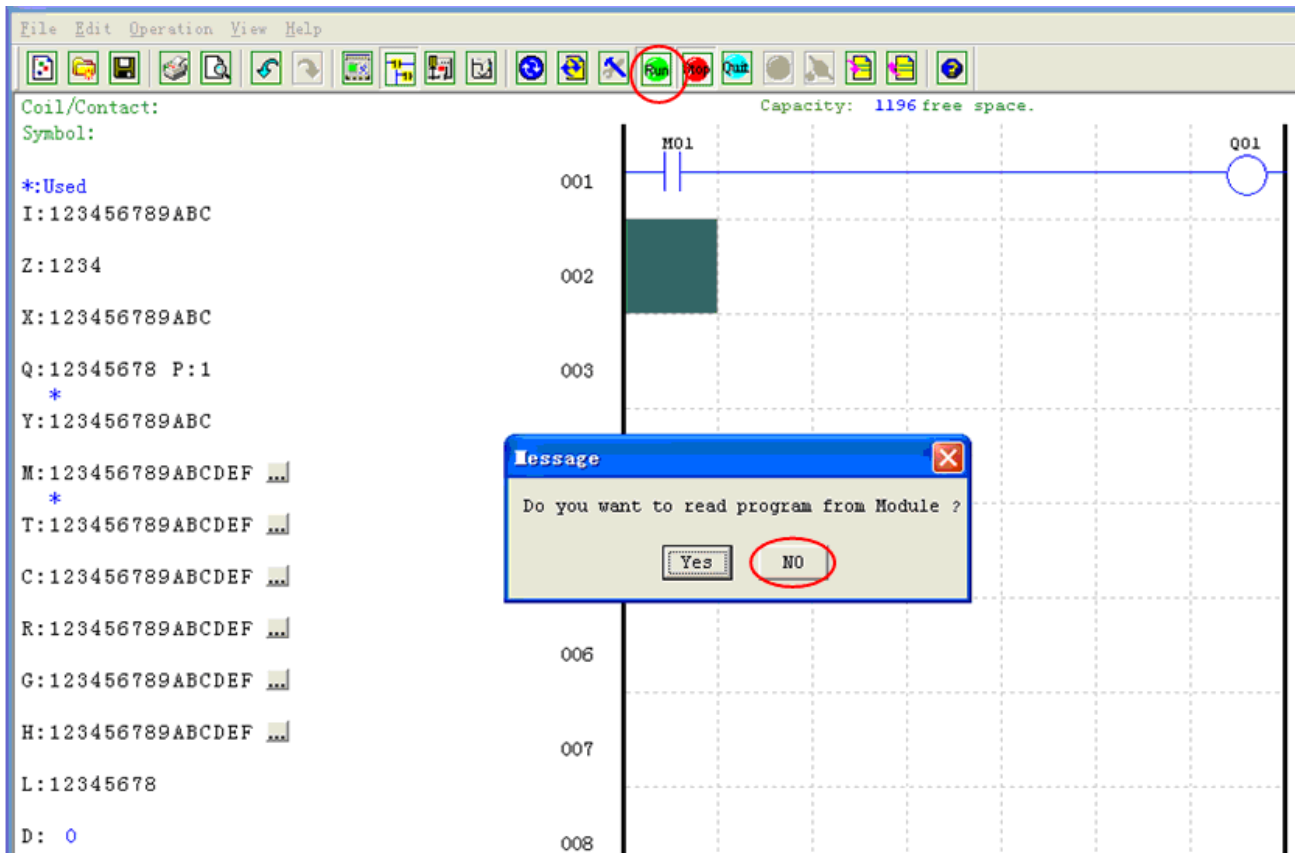 File Edit Operation View Help
Run Stop Quit
Coil/Contact:
Capacity: 1196 free space.
Symbol:
M01
Q01
*:Used
001
I:123456789ABC
Z:1234
002
X:123456789ABC
Q:12345678 P:1
003
*
Y:123456789ABC
M:123456789ABCDEF ...
*
T:123456789ABCDEF ...
C:123456789ABCDEF ...
R:123456789ABCDEF ...
006
G:123456789ABCDEF ...
H:123456789ABCDEF ...
007
L:12345678
D: 0
008
Message
Do you want to read program from Module ?
Yes NO